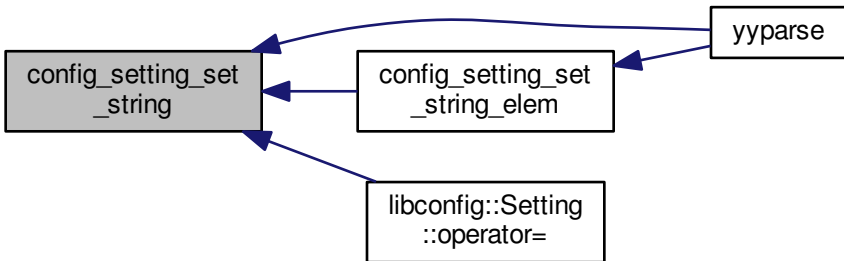 config_setting_set
_string
config_setting_set
_string_elem
yyparse
libconfig::Setting
::operator=